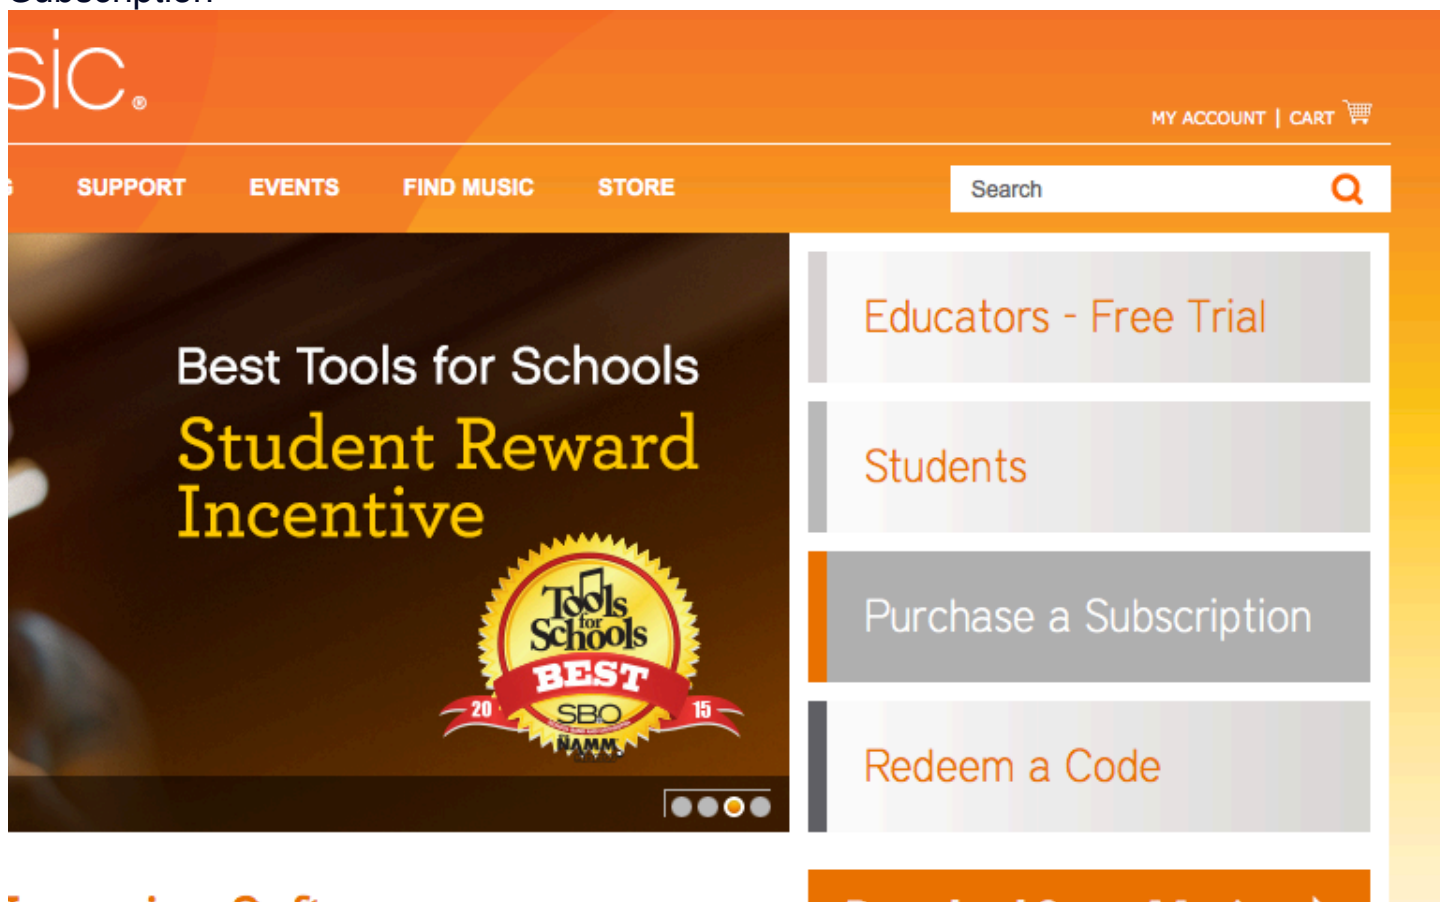 Subscription
sic.®
MY ACCOUNT | CART
SUPPORT EVENTS FIND MUSIC STORE
Search
Best Tools for Schools
Student Reward
Incentive
Tools
for
Schools
BEST
20 15
SBO
NAMM
Educators - Free Trial
Students
Purchase a Subscription
Redeem a Code